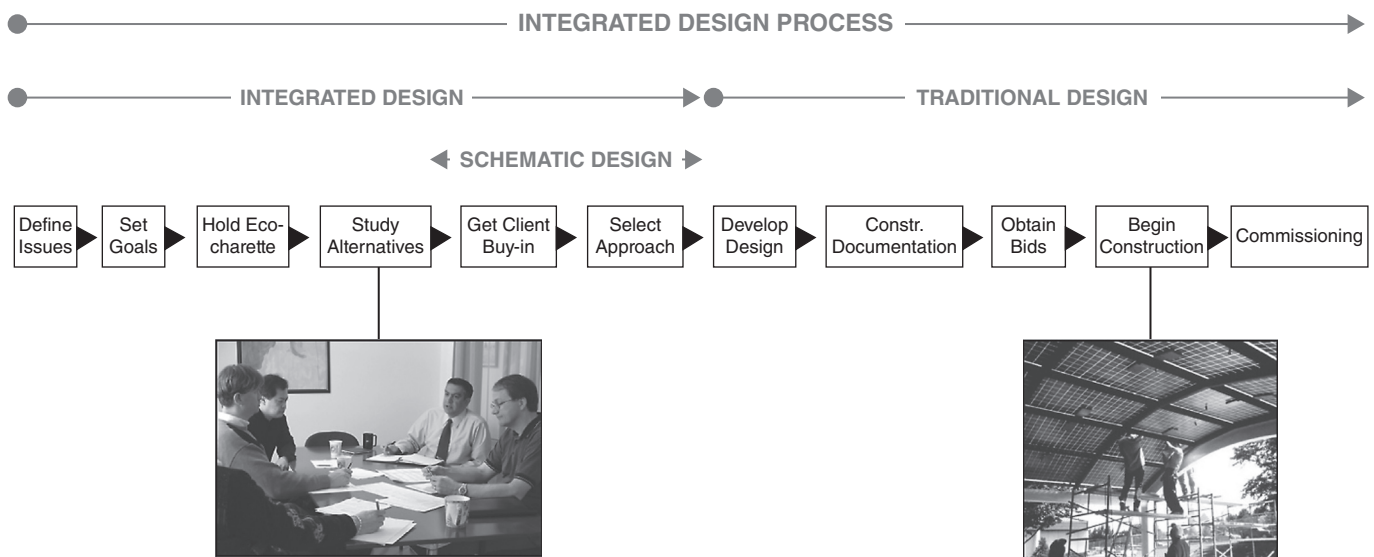 INTEGRATED DESIGN PROCESS
INTEGRATED DESIGN
TRADITIONAL DESIGN
SCHEMATIC DESIGN
Define
Issues
Set
Goals
Hold Eco-
charette
Study
Alternatives
Get Client
Buy-in
Select
Approach
Develop
Design
Constr.
Documentation
Obtain
Bids
Begin
Construction
Commissioning